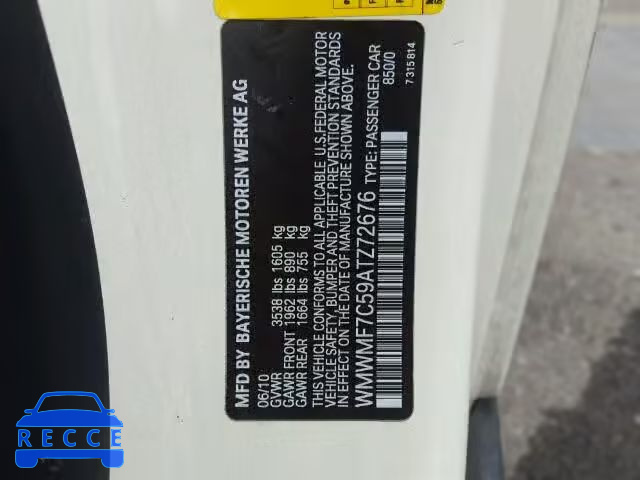 MFD BY BAYERISCHE MOTOREN WERKE AG
06/10
GVWR 3538 lbs 1605 kg
GAWR FRONT 1962 lbs 890 kg
GAWR REAR 1664 lbs 755 kg
THIS VEHICLE CONFORMS TO ALL APPLICABLE U.S.FEDERAL MOTOR
VEHICLE SAFETY, BUMPER AND THEFT PREVENTION STANDARDS
IN EFFECT ON THE DATE OF MANUFACTURE SHOWN ABOVE.
WMWMF7C59ATZ72676 TYPE: PASSENGER CAR
850/0
7 315 814
RECCE